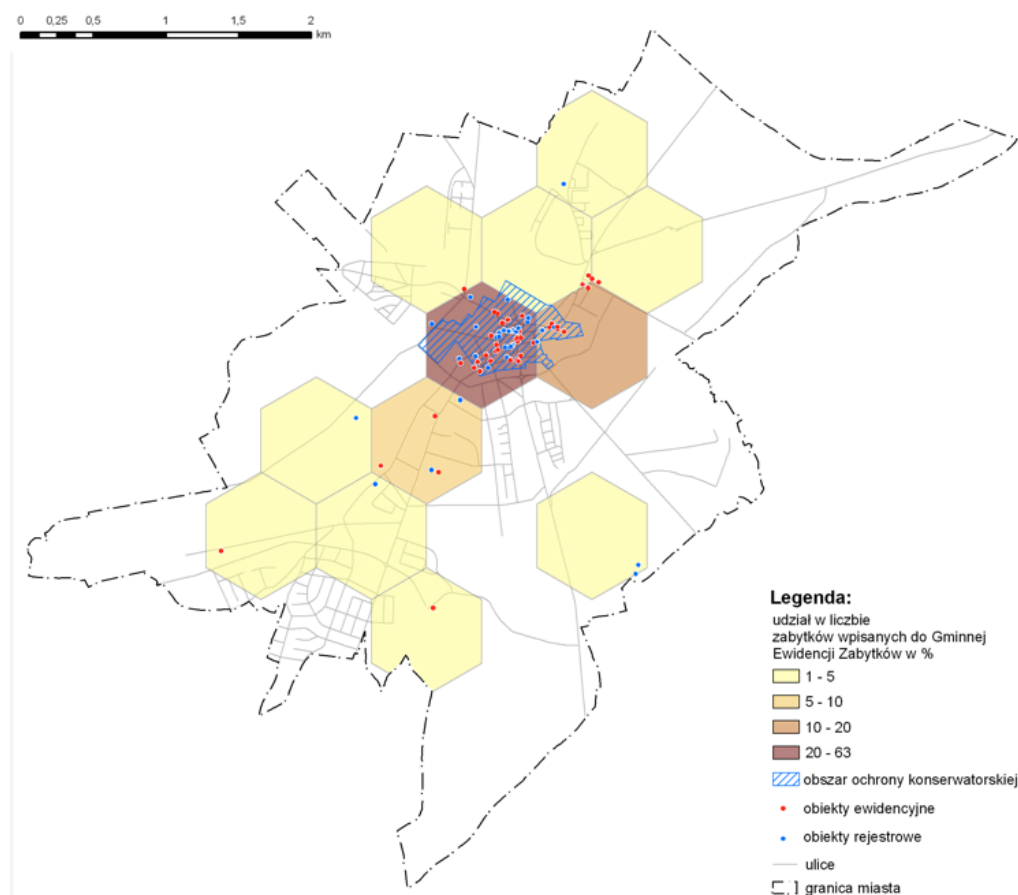 0 0,25 0,5 1 1,5 2
km
Legenda:
udział w liczbie
zabytków wpisanych do Gminnej
Ewidencji Zabytków w %
1 - 5
5 - 10
10 - 20
20 - 63
obszar ochrony konserwatorskiej
obiekty ewidencyjne
obiekty rejestrowe
ulice
granica miasta